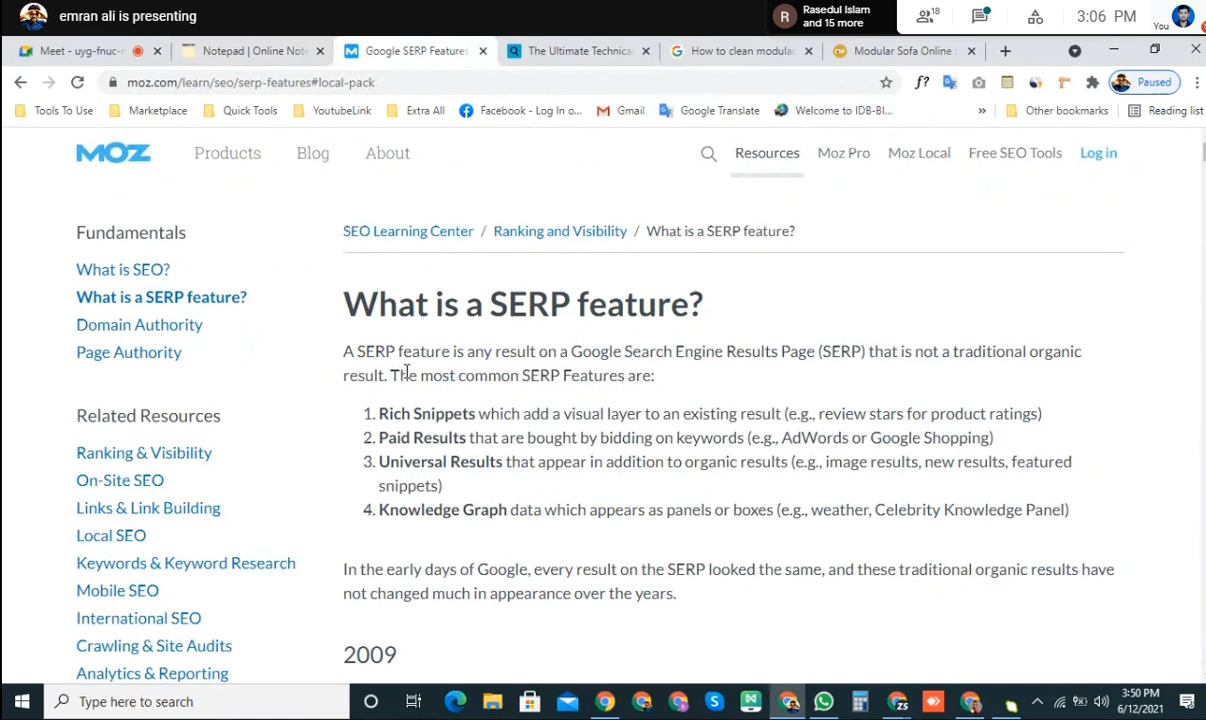 emran ali is presenting
R
Rasedul Islam
and 15 more
18
3:06 PM
You
Meet - uyg-fnuc-r
Notepad | Online Note
Google SERP Features
The Ultimate Technical
How to clean modular
Modular Sofa Online
moz.com/learn/seo/serp-features#local-pack
f?
Paused
Tools To Use
Marketplace
Quick Tools
YoutubeLink
Extra All
Facebook - Log In o...
Gmail
Google Translate
Welcome to IDB-BI...
»
Other bookmarks
Reading list
MOZ
Products
Blog
About
Resources
Moz Pro
Moz Local
Free SEO Tools
Log in
Fundamentals
What is SEO?
What is a SERP feature?
Domain Authority
Page Authority
Related Resources
Ranking & Visibility
On-Site SEO
Links & Link Building
Local SEO
Keywords & Keyword Research
Mobile SEO
International SEO
Crawling & Site Audits
Analytics & Reporting
SEO Learning Center / Ranking and Visibility / What is a SERP feature?
What is a SERP feature?
A SERP feature is any result on a Google Search Engine Results Page (SERP) that is not a traditional organic
result. The most common SERP Features are:
1. Rich Snippets which add a visual layer to an existing result (e.g., review stars for product ratings)
2. Paid Results that are bought by bidding on keywords (e.g., AdWords or Google Shopping)
3. Universal Results that appear in addition to organic results (e.g., image results, new results, featured
snippets)
4. Knowledge Graph data which appears as panels or boxes (e.g., weather, Celebrity Knowledge Panel)
In the early days of Google, every result on the SERP looked the same, and these traditional organic results have
not changed much in appearance over the years.
2009
Type here to search
3:50 PM
6/12/2021